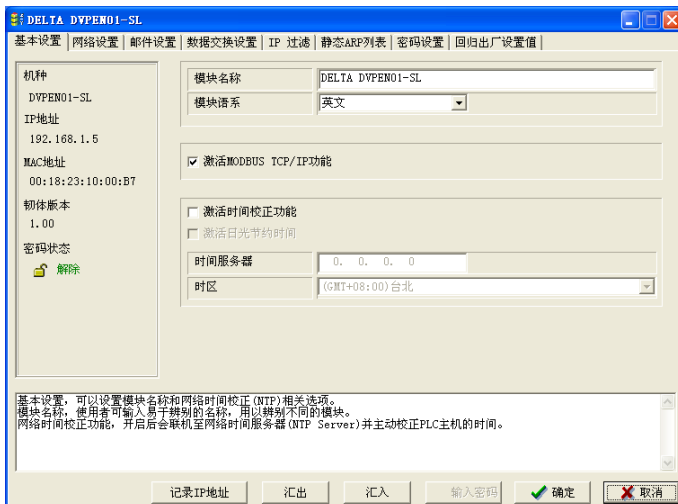 DELTA DVPEN01-SL
基本设置 网络设置 邮件设置 数据交换设置 IP 过滤 静态ARP列表 密码设置 回归出厂设置值
机种
DVPEN01-SL
IP地址
192.168.1.5
MAC地址
00:18:23:10:00:B7
韧体版本
1.00
密码状态
解除
模块名称 DELTA DVPEN01-SL
模块语系 英文
激活MODBUS TCP/IP功能
激活时间校正功能
激活日光节约时间
时间服务器 0. 0. 0. 0
时区 (GMT+08:00)台北
基本设置，可以设置模块名称和网络时间校正(NTP)相关选项。
模块名称，使用者可输入易于辨别的名称，用以辨别不同的模块。
网络时间校正功能，开启后会联机至网络时间服务器(NTP Server)并主动校正PLC主机的时间。
记录IP地址 汇出 汇入 输入密码 确定 取消